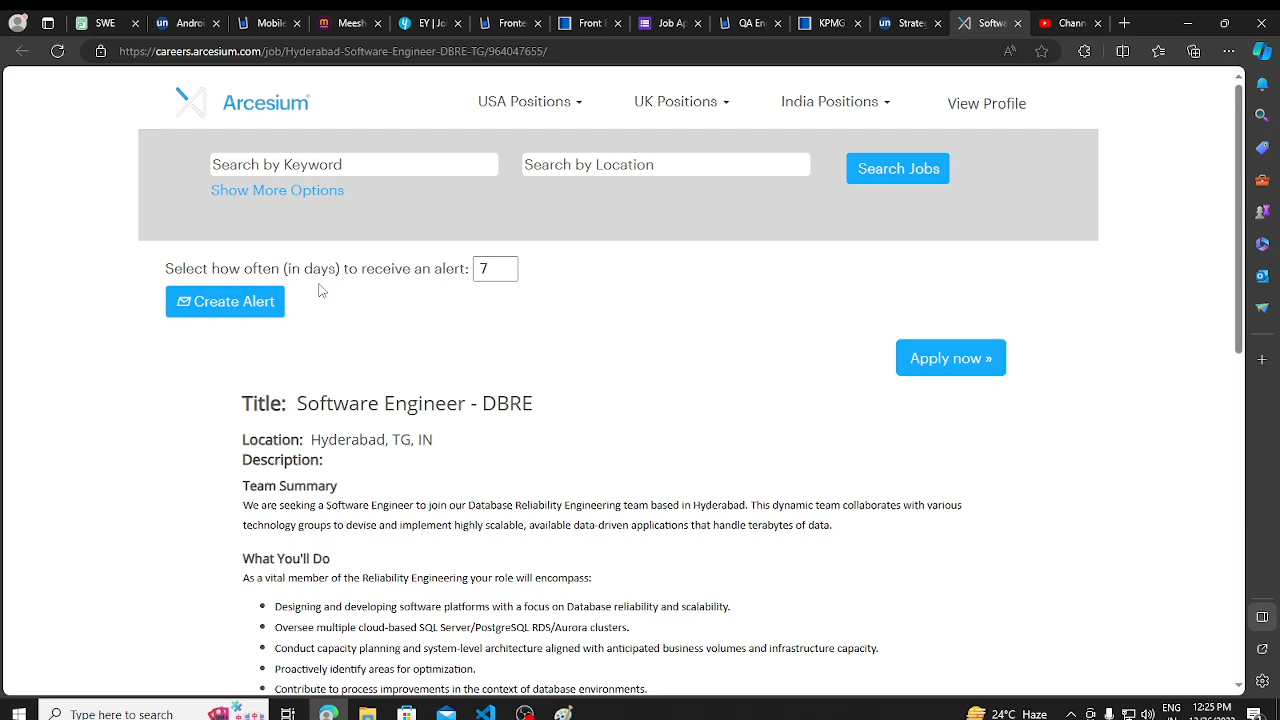 SWE
Androi
Mobile
Meesh
EY | Jo
Fronte
Front E
Job Ap
QA En
KPMG
Strateg
Softwa
Chann
https://careers.arcesium.com/job/Hyderabad-Software-Engineer-DBRE-TG/964047655/
Arcesium
USA Positions
UK Positions
India Positions
View Profile
Search by Keyword
Search by Location
Search Jobs
Show More Options
Select how often (in days) to receive an alert: 7
Create Alert
Apply now »
Title: Software Engineer - DBRE
Location: Hyderabad, TG, IN
Description:
Team Summary
We are seeking a Software Engineer to join our Database Reliability Engineering team based in Hyderabad. This dynamic team collaborates with various
technology groups to devise and implement highly scalable, available data-driven applications that handle terabytes of data.
What You'll Do
As a vital member of the Reliability Engineering your role will encompass:
• Designing and developing software platforms with a focus on Database reliability and scalability.
• Oversee multiple cloud-based SQL Server/PostgreSQL RDS/Aurora clusters.
• Conduct capacity planning and system-level architecture aligned with anticipated business volumes and infrastructure capacity.
• Proactively identify areas for optimization.
• Contribute to process improvements in the context of database environments.
Type here to search
24°C Haze
ENG
IN
12:25 PM